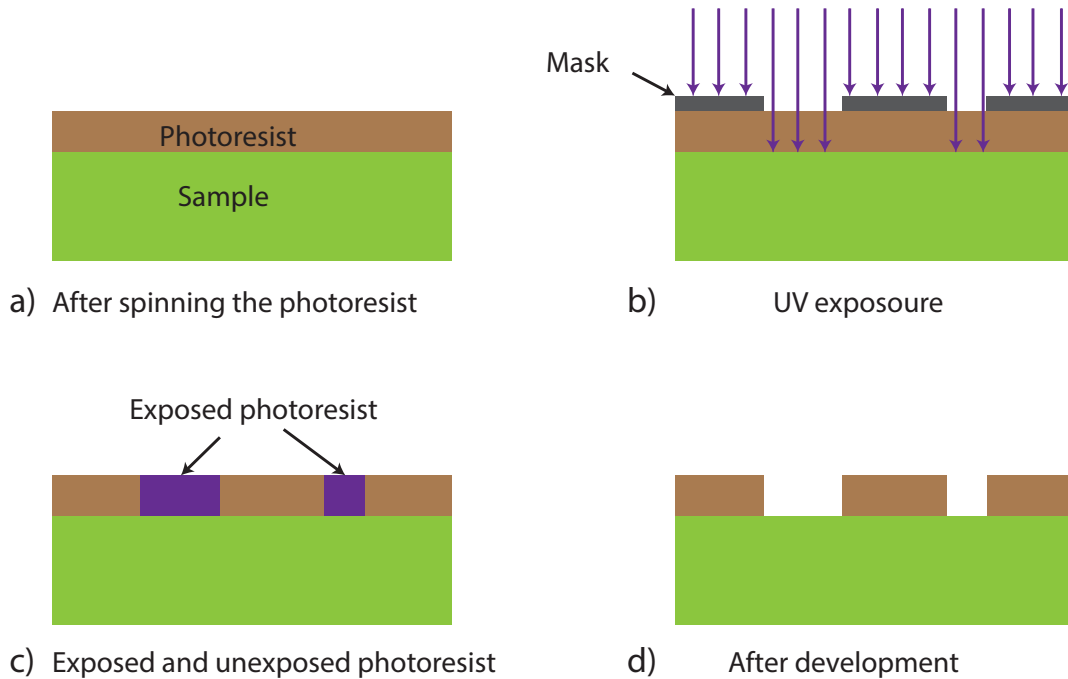 Photoresist
Sample
a) After spinning the photoresist
Mask
b) UV exposoure
Exposed photoresist
c) Exposed and unexposed photoresist
d) After development